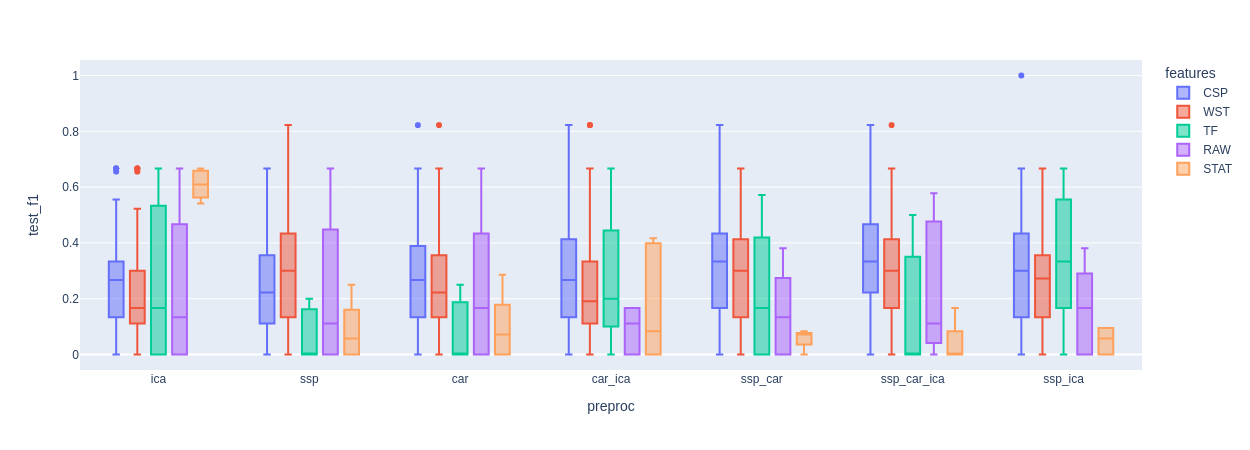 features
CSP
WST
TF
RAW
STAT
test_f1
1
0.8
0.6
0.4
0.2
0
ica
ssp
car
car_ica
ssp_car
ssp_car_ica
ssp_ica
preproc